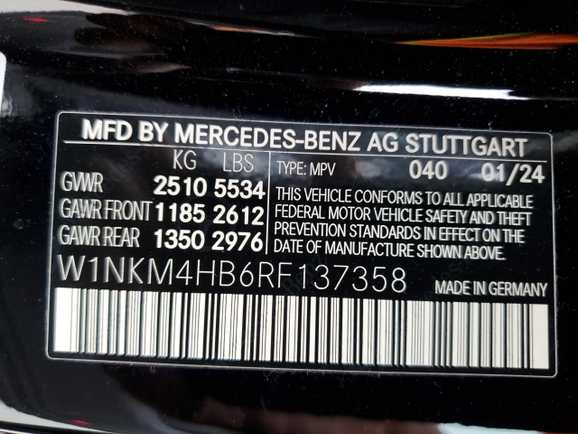 MFD BY MERCEDES-BENZ AG STUTTGART
KG LBS TYPE: MPV 040 01/24
GVWR 2510 5534
GAWR FRONT 1185 2612
GAWR REAR 1350 2976
THIS VEHICLE CONFORMS TO ALL APPLICABLE
FEDERAL MOTOR VEHICLE SAFETY AND THEFT
PREVENTION STANDARDS IN EFFECT ON THE
DATE OF MANUFACTURE SHOWN ABOVE.
W1NKM4HB6RF137358 MADE IN GERMANY